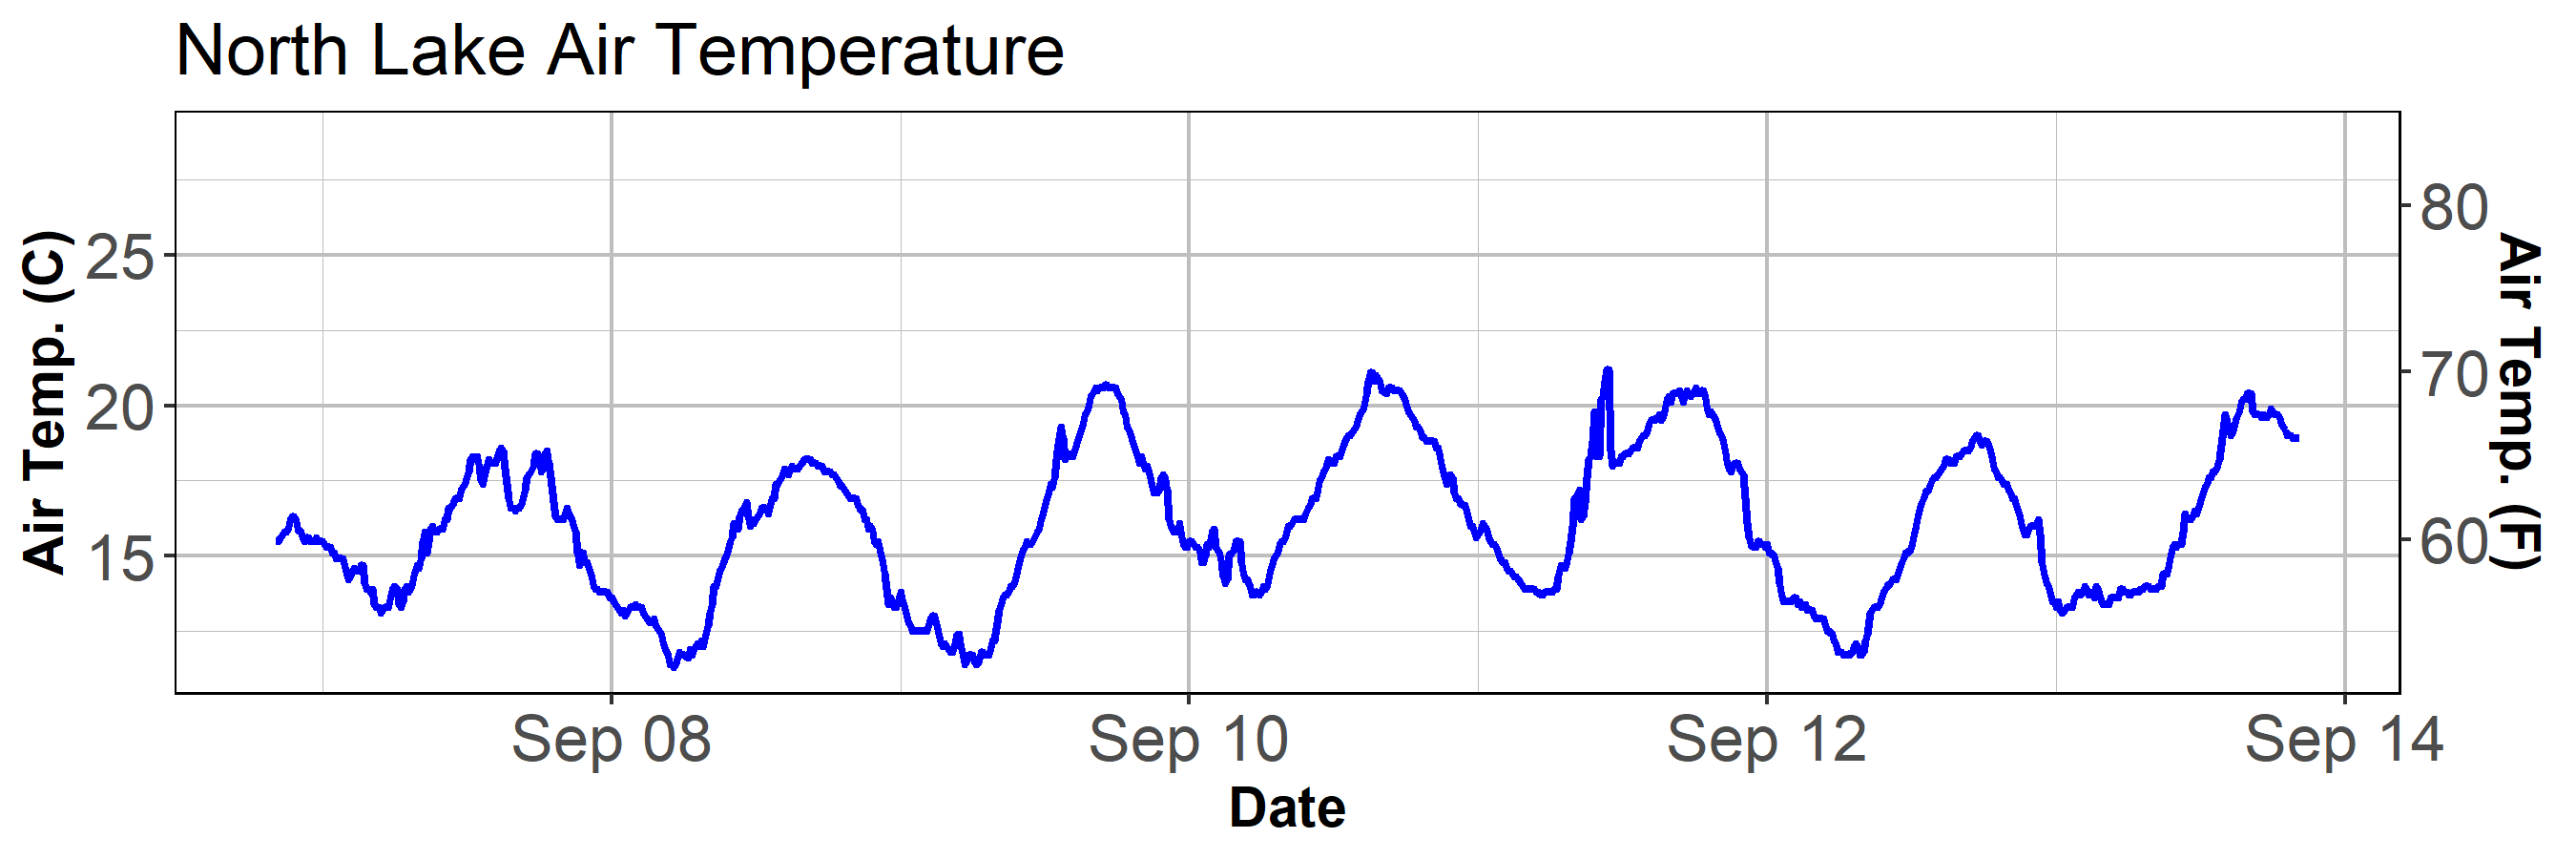 North Lake Air Temperature
Air Temp. (C)
25
20
15
80
70
60
Air Temp. (F)
Sep 08 Sep 10 Sep 12 Sep 14
Date